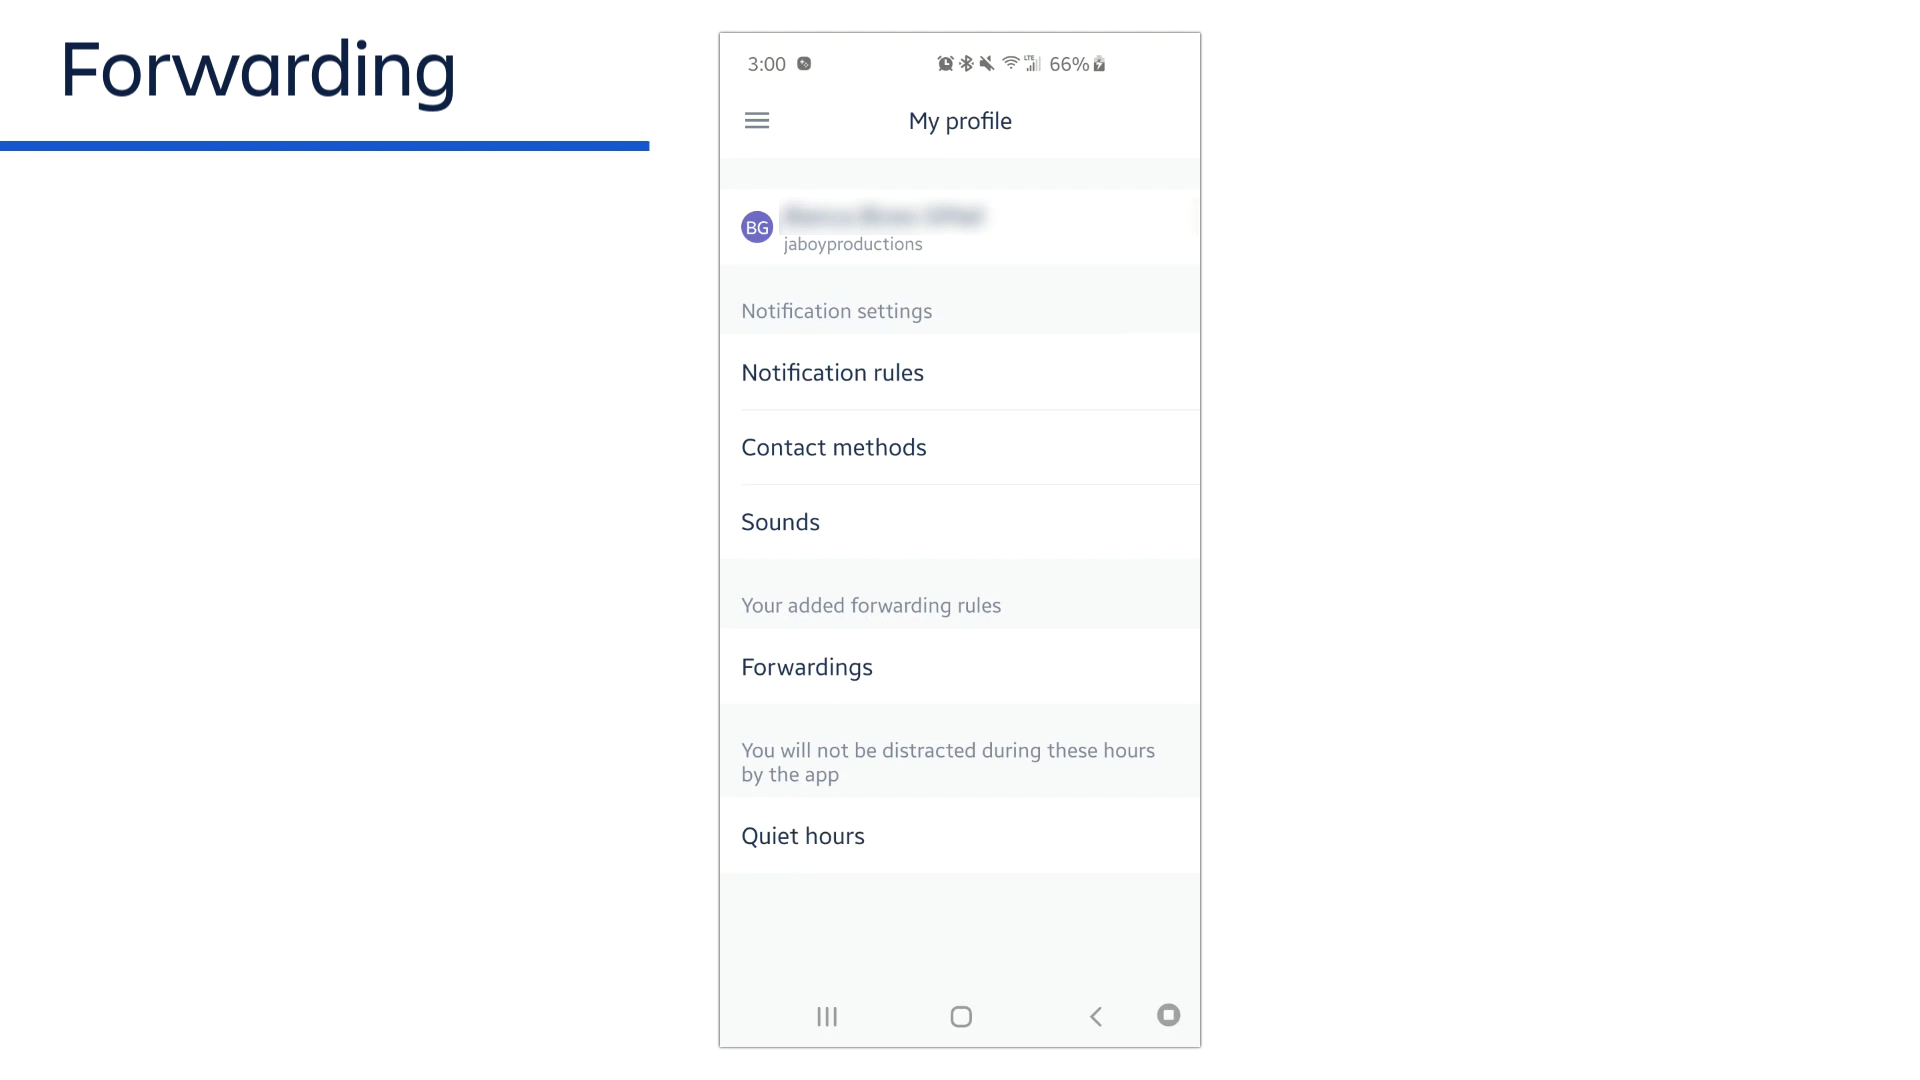 Forwarding
3:00
66%
My profile
BG
jaboyproductions
Notification settings
Notification rules
Contact methods
Sounds
Your added forwarding rules
Forwardings
You will not be distracted during these hours
by the app
Quiet hours